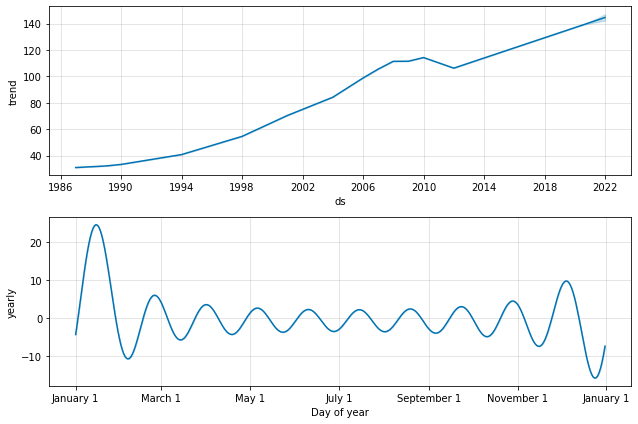 140
120
100
80
60
40
trend
1986 1990 1994 1998 2002 2006 2010 2014 2018 2022
ds
20
10
0
−10
yearly
January 1 March 1 May 1 July 1 September 1 November 1 January 1
Day of year